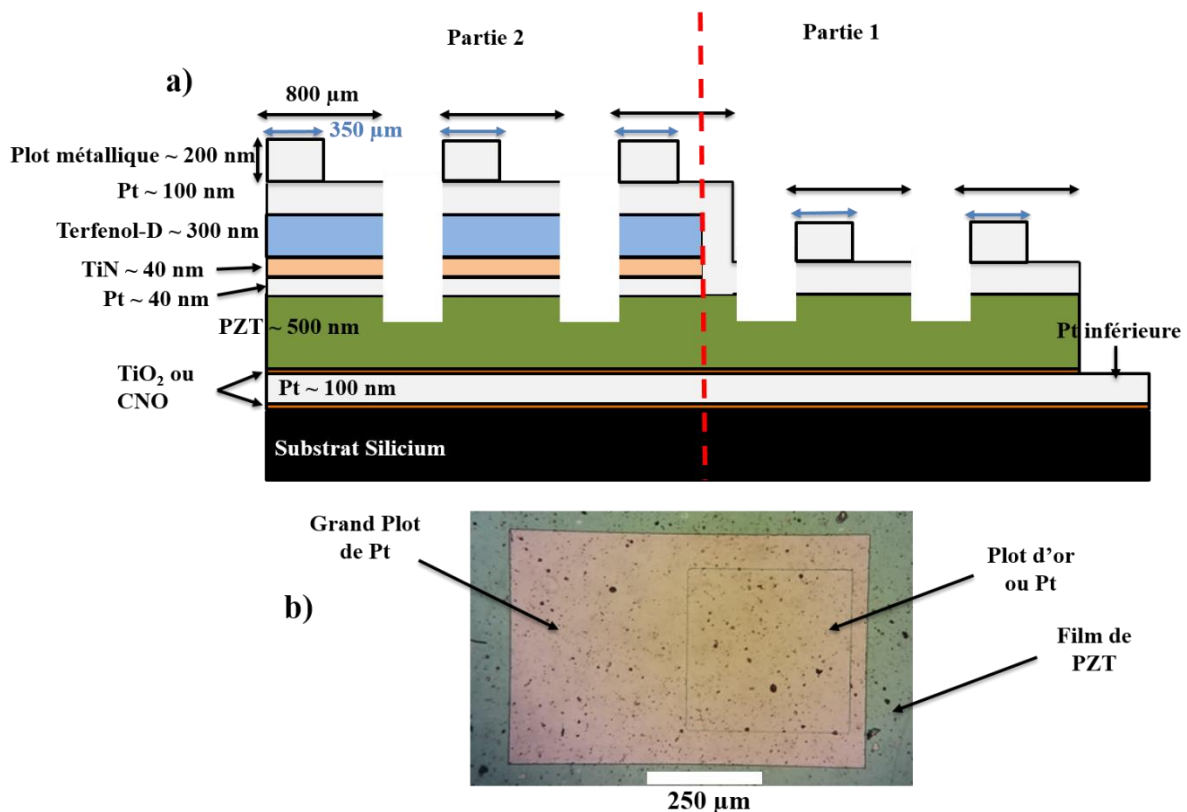 Partie 2
Partie 1
a)
800 µm
350 µm
Plot métallique ~ 200 nm
Pt ~ 100 nm
Terfenol-D ~ 300 nm
TiN ~ 40 nm
Pt ~ 40 nm
PZT ~ 500 nm
Pt inférieure
TiO2 ou
CNO
Pt ~ 100 nm
Substrat Silicium
Grand Plot
de Pt
Plot d’or
ou Pt
b)
Film de
PZT
250 µm